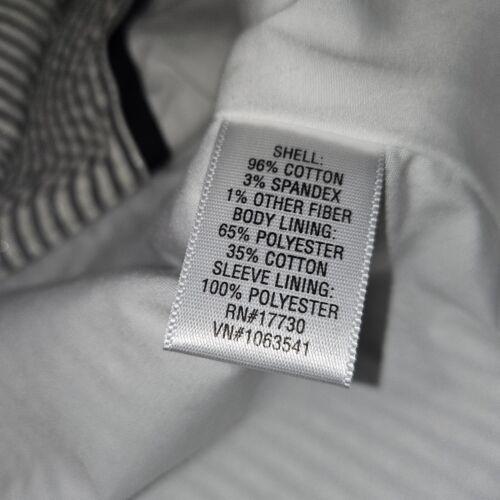 SHELL:
96% COTTON
3% SPANDEX
1% OTHER FIBER
BODY LINING:
65% POLYESTER
35% COTTON
SLEEVE LINING:
100% POLYESTER
RN#17730
VN#1063541